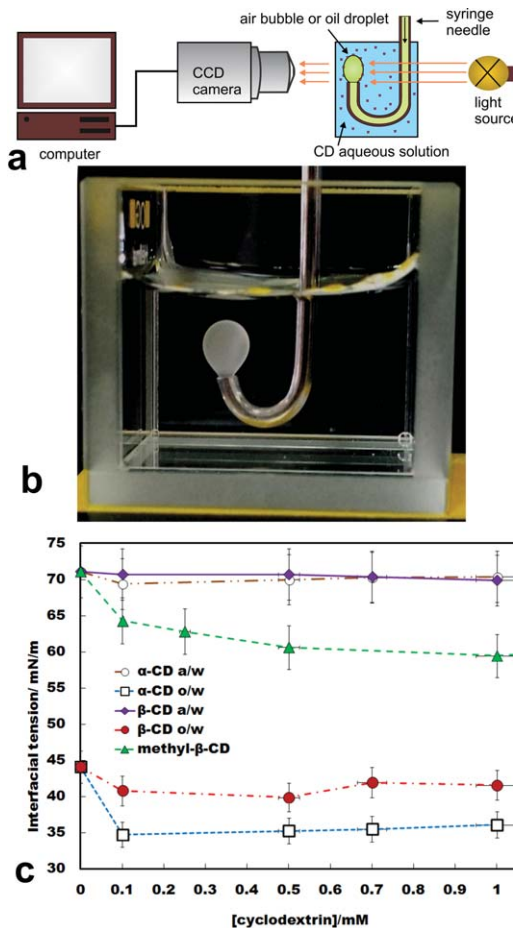 air bubble or oil droplet
syringe
needle
CCD
camera
light
source
computer
CD aqueous solution
a
b
75
70
65
60
55
50
45
40
35
30
Interfacial tension/ mN/m
α-CD a/w
α-CD o/w
β-CD a/w
β-CD o/w
methyl-β-CD
0 0.1 0.2 0.3 0.4 0.5 0.6 0.7 0.8 0.9 1
[cyclodextrin]/mM
c